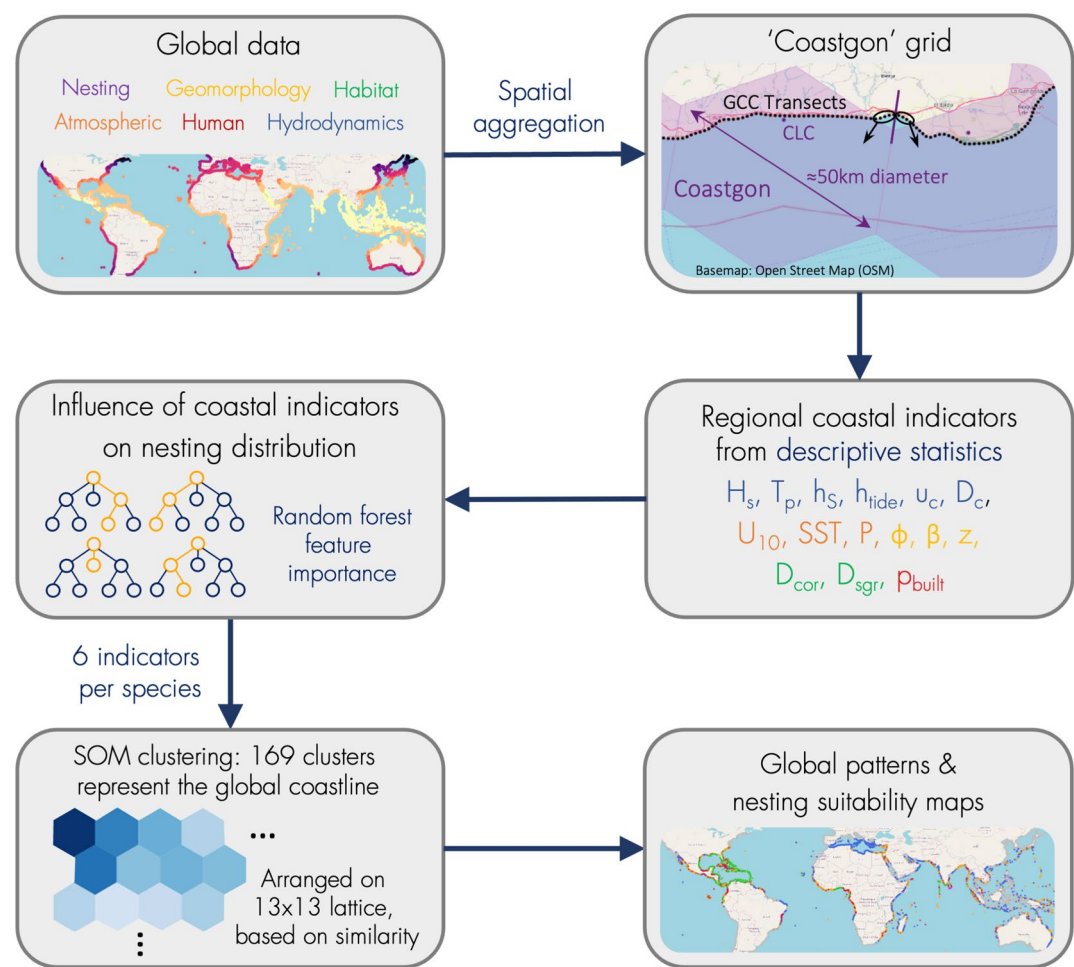 Global data
Nesting Geomorphology Habitat
Atmospheric Human Hydrodynamics
Spatial
aggregation
'Coastgon' grid
GCC Transects
CLC
Coastgon
≈50km diameter
Basemap: Open Street Map (OSM)
Regional coastal indicators
from descriptive statistics
Hs, Tp, hS, htide, uc, Dc,
U10, SST, P, ϕ, β, z,
Dcor, Dsgr, pbuilt
Influence of coastal indicators
on nesting distribution
Random forest
feature
importance
6 indicators
per species
SOM clustering: 169 clusters
represent the global coastline
...
Arranged on
13x13 lattice,
based on similarity
Global patterns &
nesting suitability maps